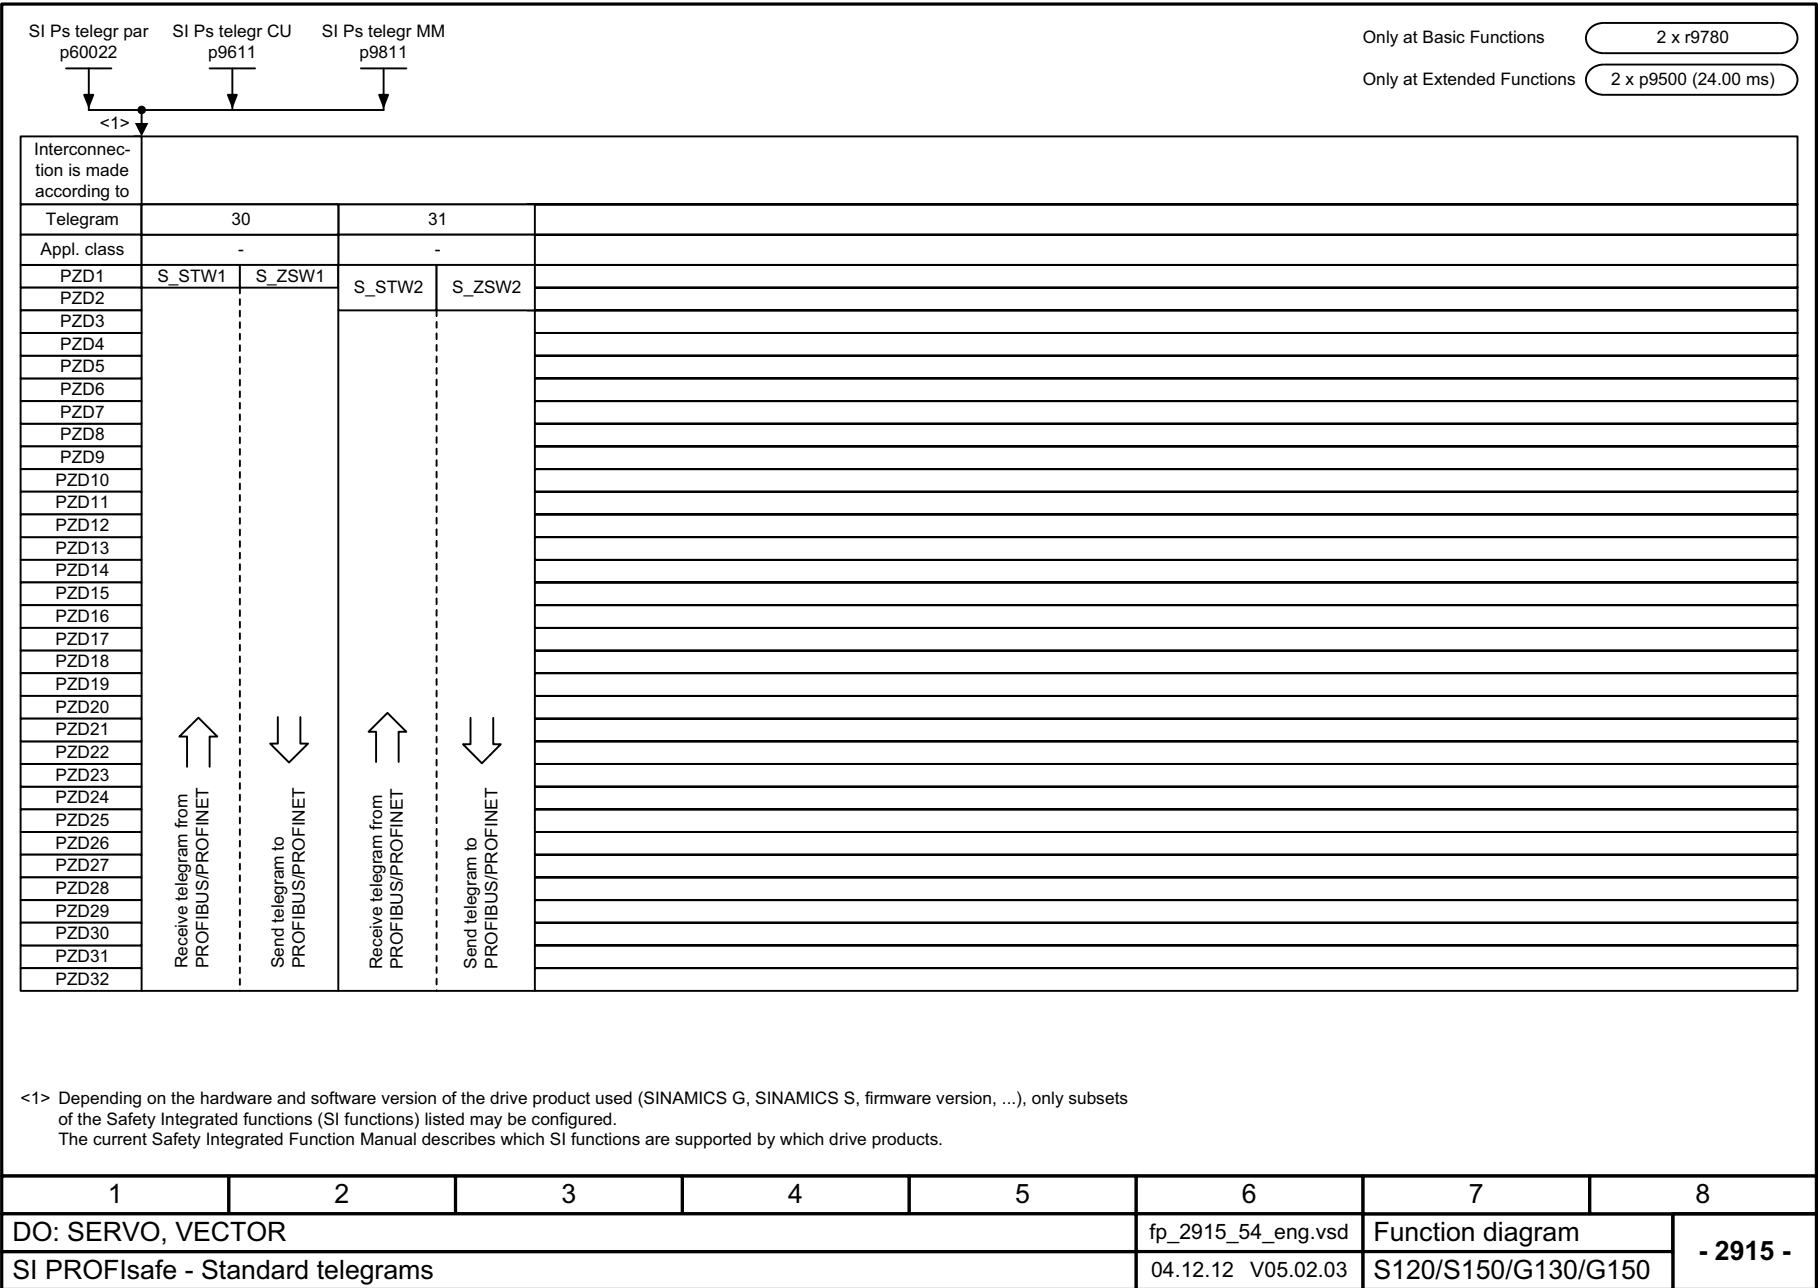 SI Ps telegr par
p60022
SI Ps telegr CU
p9611
SI Ps telegr MM
p9811
Only at Basic Functions
2 x r9780
Only at Extended Functions
2 x p9500 (24.00 ms)
<1>
Interconnec-
tion is made
according to
Telegram 30 31
Appl. class - -
PZD1 S_STW1 S_ZSW1 S_STW2 S_ZSW2
PZD2
PZD3
PZD4
PZD5
PZD6
PZD7
PZD8
PZD9
PZD10
PZD11
PZD12
PZD13
PZD14
PZD15
PZD16
PZD17
PZD18
PZD19
PZD20
PZD21
PZD22
PZD23
PZD24
PZD25
PZD26
PZD27
PZD28
PZD29
PZD30
PZD31
PZD32
Receive telegram from
PROFIBUS/PROFINET
Send telegram to
PROFIBUS/PROFINET
Receive telegram from
PROFIBUS/PROFINET
Send telegram to
PROFIBUS/PROFINET
<1> Depending on the hardware and software version of the drive product used (SINAMICS G, SINAMICS S, firmware version, ...), only subsets
of the Safety Integrated functions (SI functions) listed may be configured.
The current Safety Integrated Function Manual describes which SI functions are supported by which drive products.
1 2 3 4 5 6 7 8
DO: SERVO, VECTOR
fp_2915_54_eng.vsd
Function diagram
- 2915 -
SI PROFIsafe - Standard telegrams
04.12.12 V05.02.03
S120/S150/G130/G150